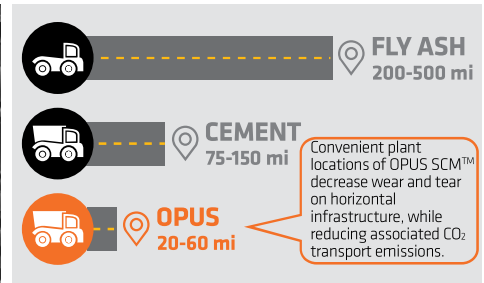 FLY ASH
200-500 mi
CEMENT
75-150 mi
OPUS
20-60 mi
Convenient plant
locations of OPUS SCM™
decrease wear and tear
on horizontal
infrastructure, while
reducing associated CO₂
transport emissions.